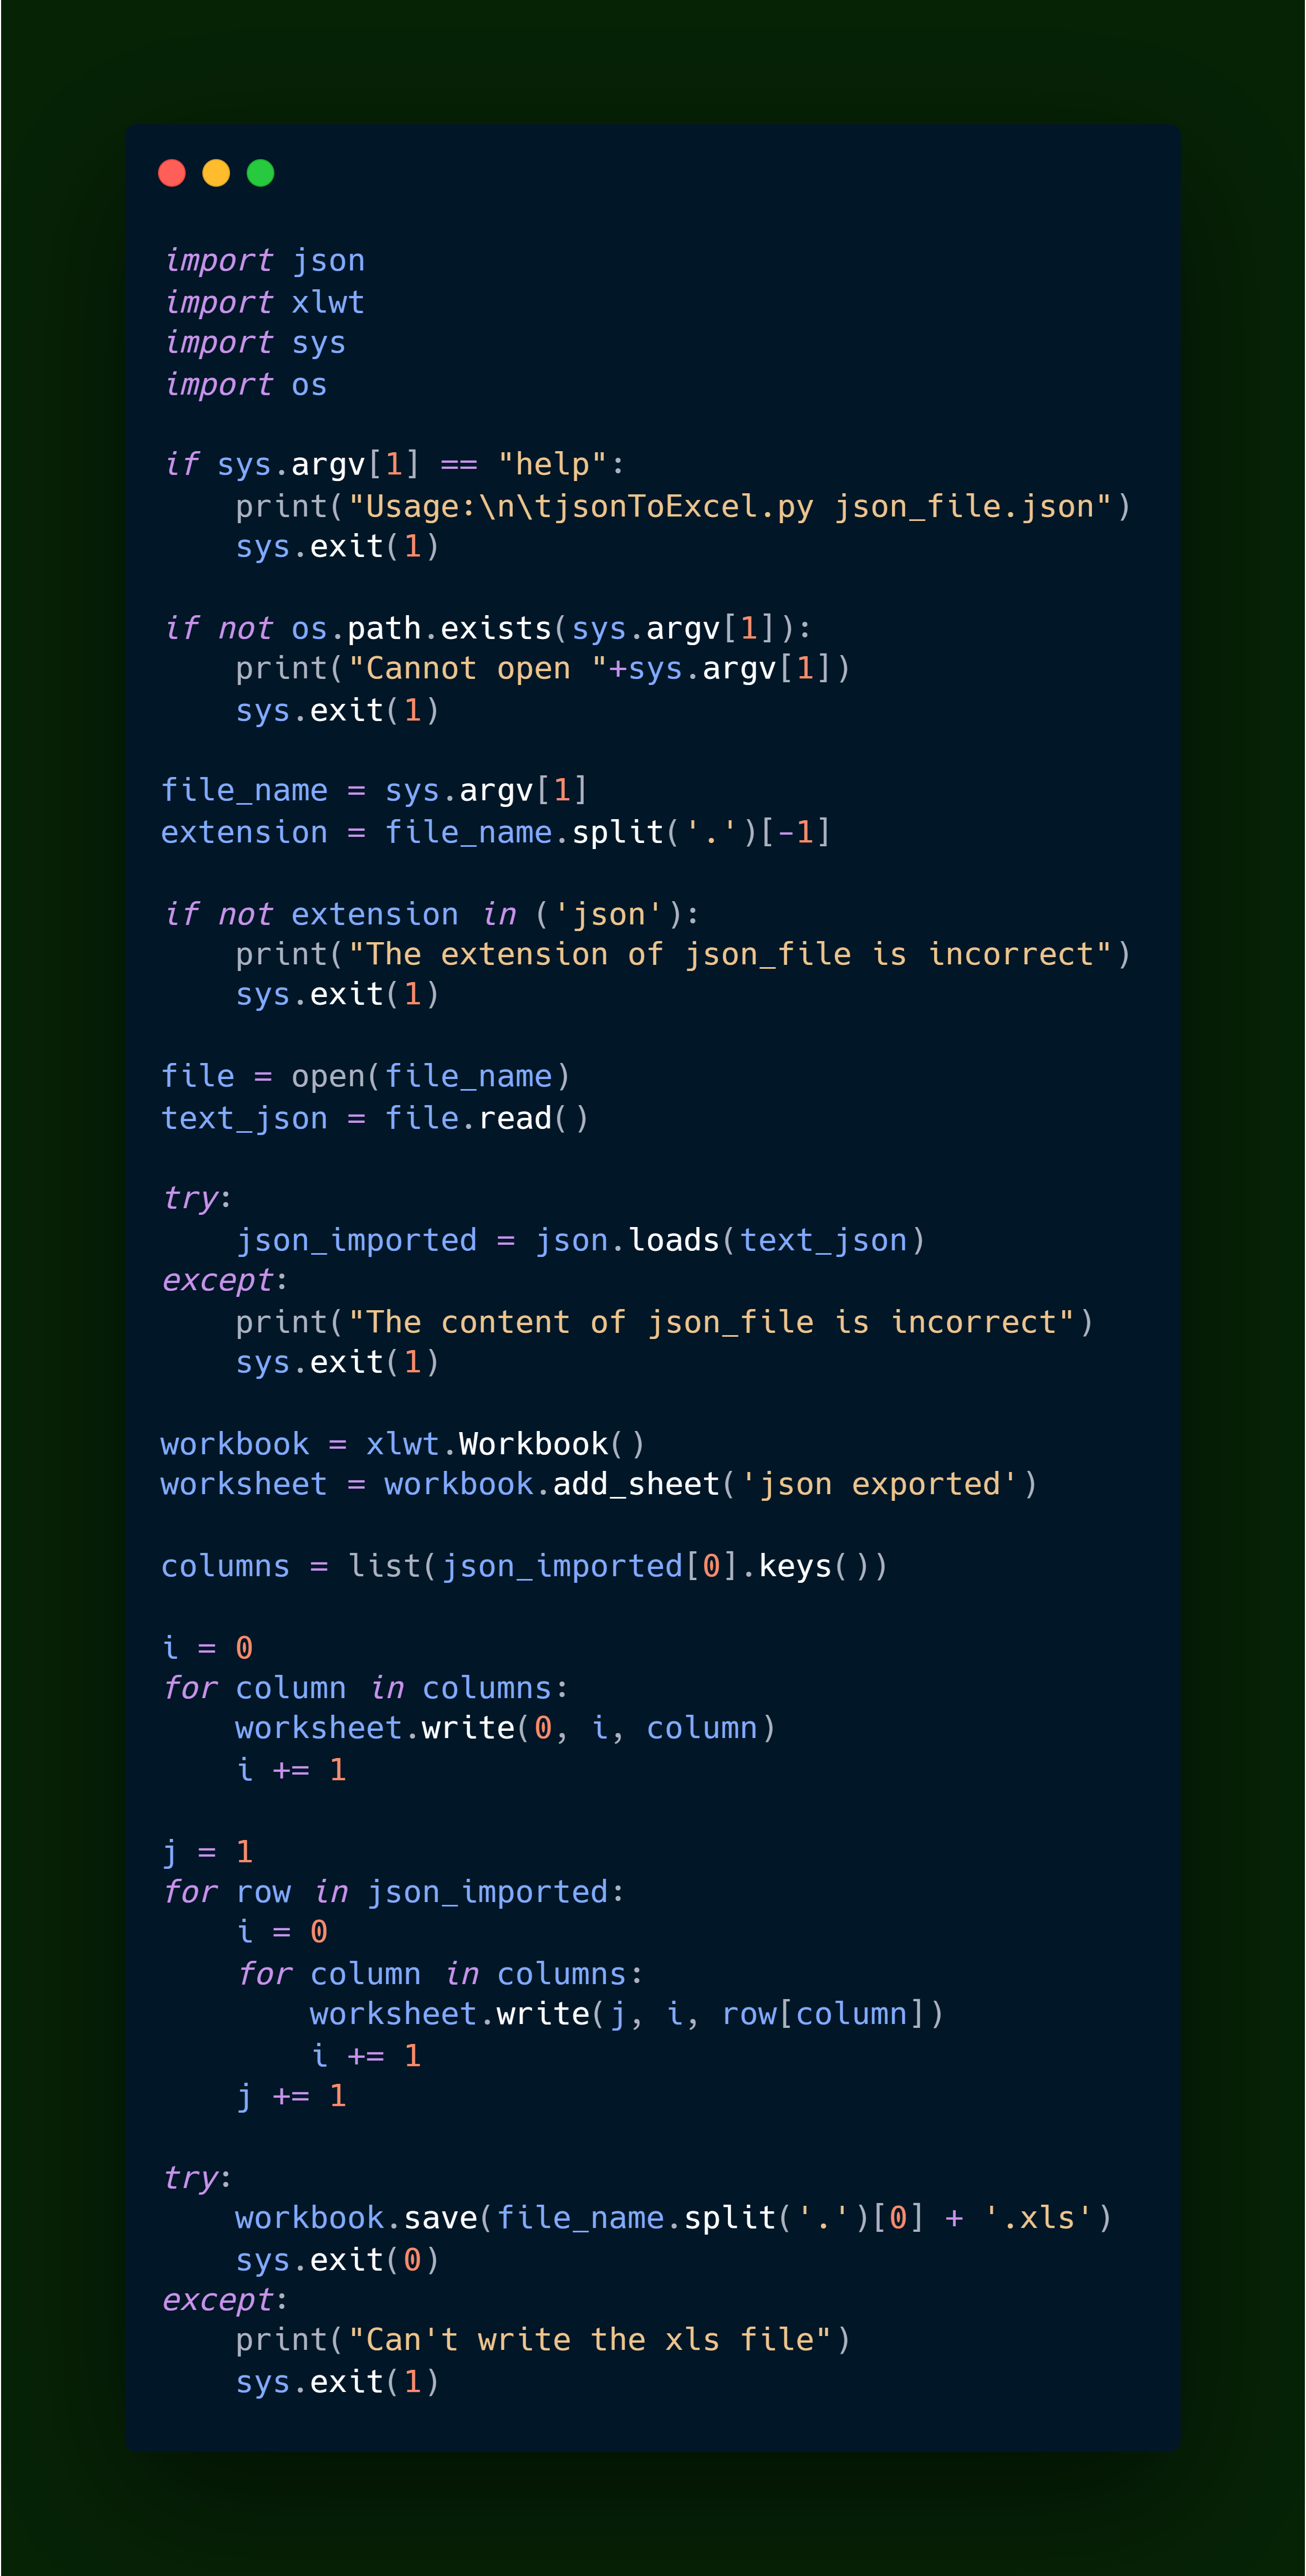 import json
import xlwt
import sys
import os

if sys.argv[1] == "help":
    print("Usage:\n\tjsonToExcel.py json_file.json")
    sys.exit(1)

if not os.path.exists(sys.argv[1]):
    print("Cannot open "+sys.argv[1])
    sys.exit(1)

file_name = sys.argv[1]
extension = file_name.split('.')[-1]

if not extension in ('json'):
    print("The extension of json_file is incorrect")
    sys.exit(1)

file = open(file_name)
text_json = file.read()

try:
    json_imported = json.loads(text_json)
except:
    print("The content of json_file is incorrect")
    sys.exit(1)

workbook = xlwt.Workbook()
worksheet = workbook.add_sheet('json exported')

columns = list(json_imported[0].keys())

i = 0
for column in columns:
    worksheet.write(0, i, column)
    i += 1

j = 1
for row in json_imported:
    i = 0
    for column in columns:
        worksheet.write(j, i, row[column])
        i += 1
    j += 1

try:
    workbook.save(file_name.split('.')[0] + '.xls')
    sys.exit(0)
except:
    print("Can't write the xls file")
    sys.exit(1)